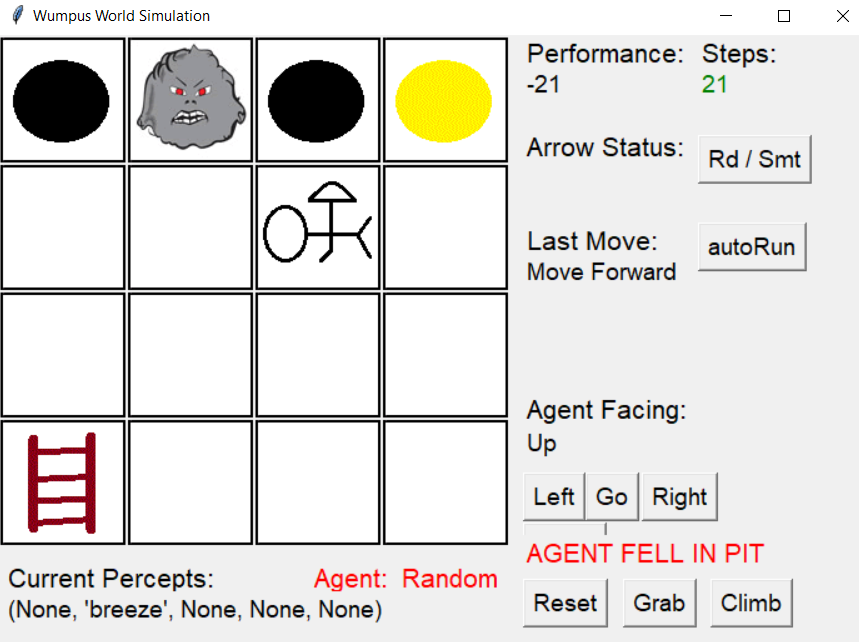 Wumpus World Simulation
Performance: Steps:
-21 21
Arrow Status: Rd / Smt
Last Move: autoRun
Move Forward
Agent Facing:
Up
Left Go Right
AGENT FELL IN PIT
Reset Grab Climb
Current Percepts: Agent: Random
(None, 'breeze', None, None, None)